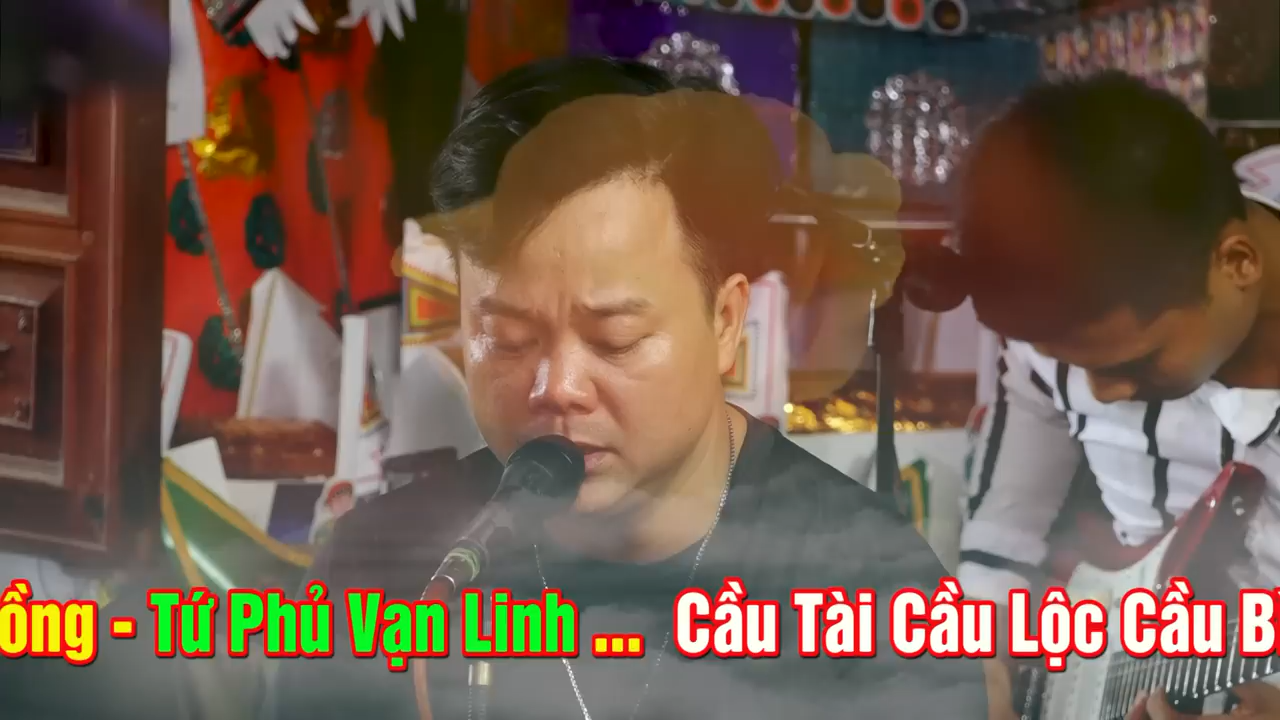 ồng - Tứ Phủ Vạn Linh ... Cầu Tài Cầu Lộc Cầu B